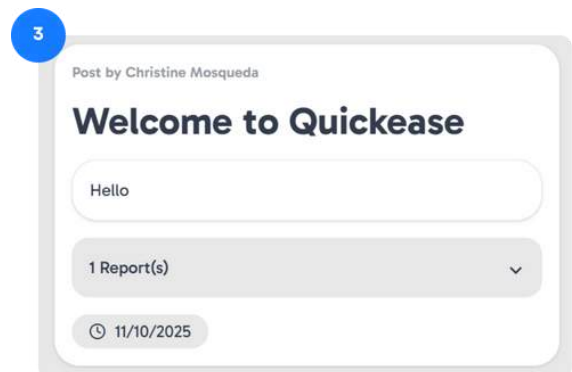 3
Post by Christine Mosqueda
Welcome to Quickease
Hello
1 Report(s)
11/10/2025